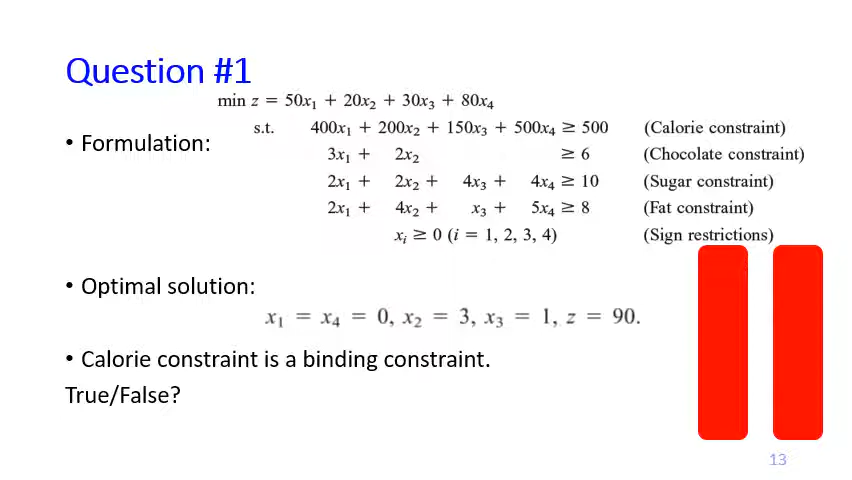 Question #1
min z = 50x₁ + 20x₂ + 30x₃ + 80x₄
• Formulation:
s.t. 400x₁ + 200x₂ + 150x₃ + 500x₄ ≥ 500 (Calorie constraint)
3x₁ + 2x₂ ≥ 6 (Chocolate constraint)
2x₁ + 2x₂ + 4x₃ + 4x₄ ≥ 10 (Sugar constraint)
2x₁ + 4x₂ + x₃ + 5x₄ ≥ 8 (Fat constraint)
xᵢ ≥ 0 (i = 1, 2, 3, 4) (Sign restrictions)
• Optimal solution:
x₁ = x₄ = 0, x₂ = 3, x₃ = 1, z = 90.
• Calorie constraint is a binding constraint.
True/False?
13